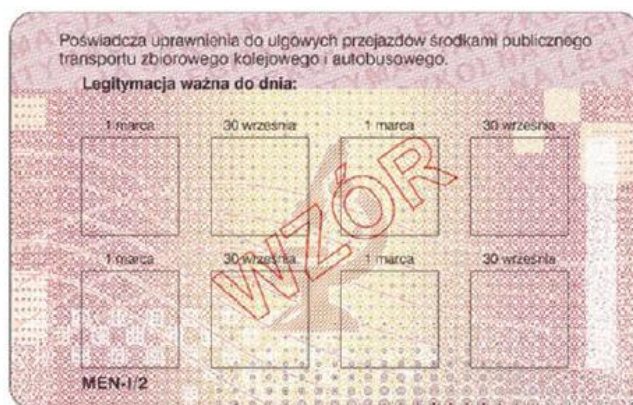 Poświadcza uprawnienia do ulgowych przejazdów środkami publicznego
transportu zbiorowego kolejowego i autobusowego.
Legitymacja ważna do dnia:
1 marca 30 września 1 marca 30 września
WZÓR
1 marca 30 września 1 marca 30 września
MEN-I/2